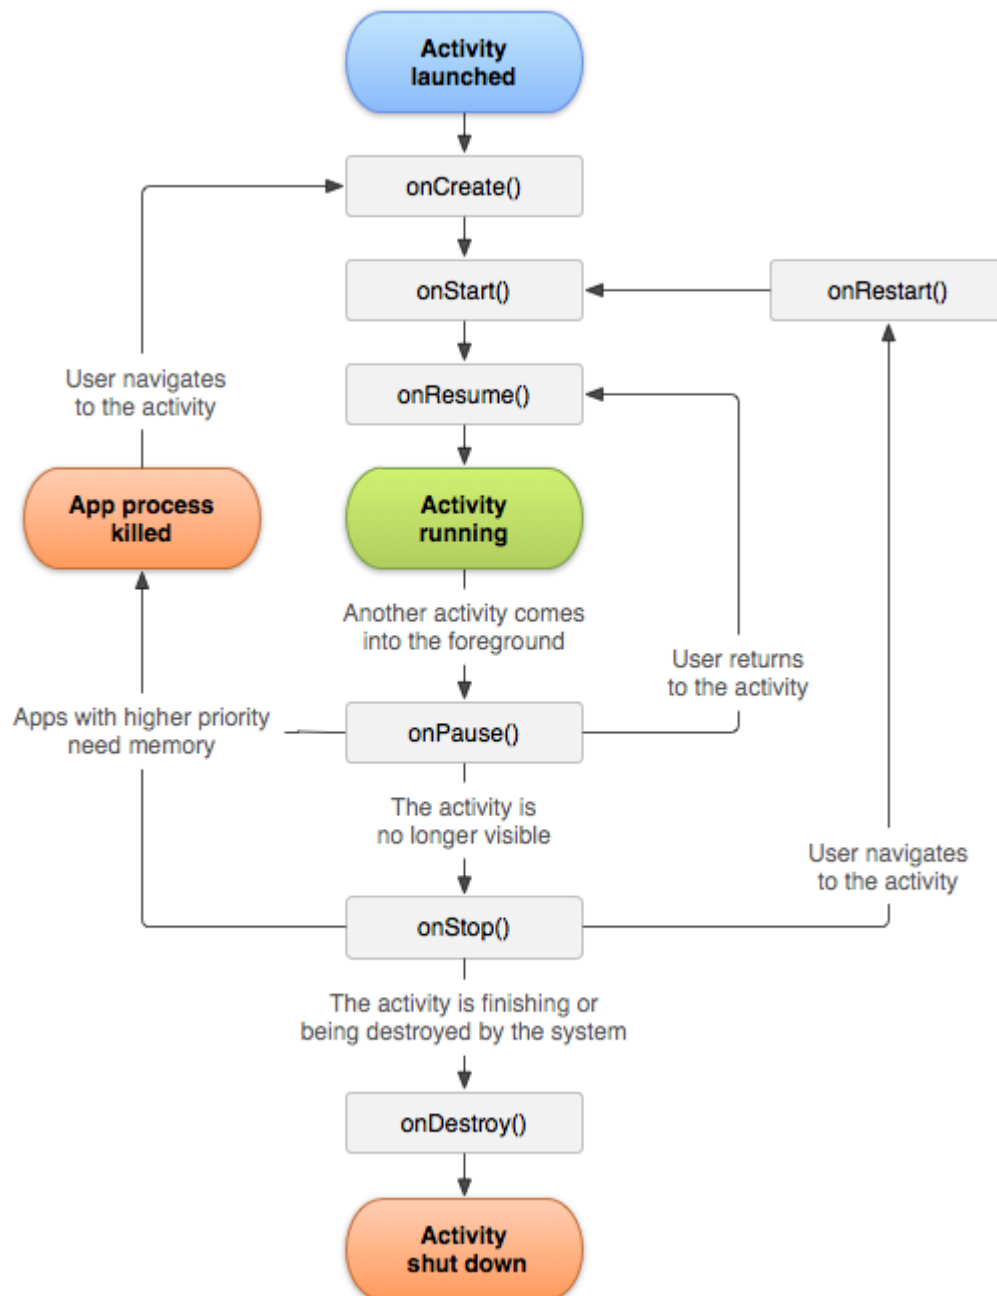 Activity
launched
onCreate()
onStart()
onRestart()
onResume()
User navigates
to the activity
App process
killed
Activity
running
Another activity comes
into the foreground
User returns
to the activity
Apps with higher priority
need memory
onPause()
The activity is
no longer visible
User navigates
to the activity
onStop()
The activity is finishing or
being destroyed by the system
onDestroy()
Activity
shut down